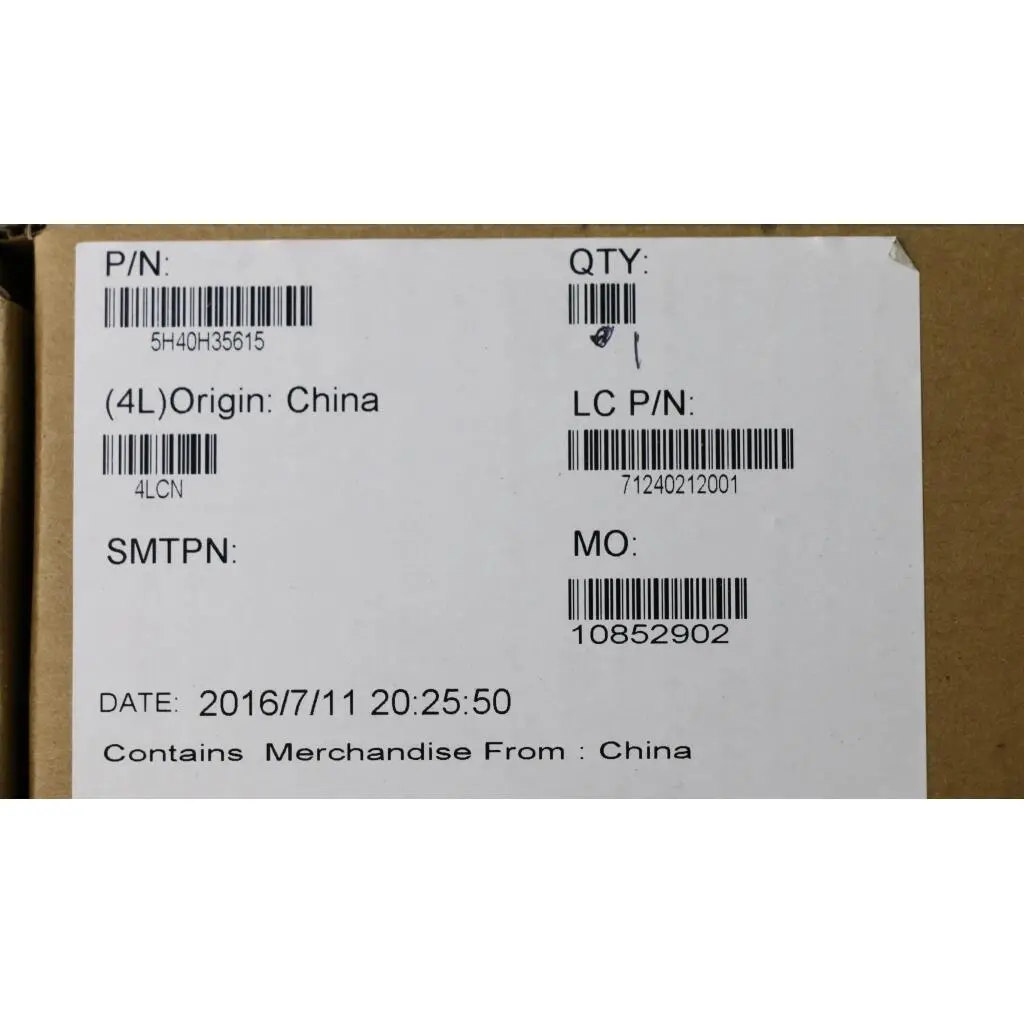 P/N:
5H40H35615
QTY:
1
(4L)Origin: China
4LCN
LC P/N:
71240212001
SMTPN:
MO:
10852902
DATE: 2016/7/11 20:25:50
Contains Merchandise From : China